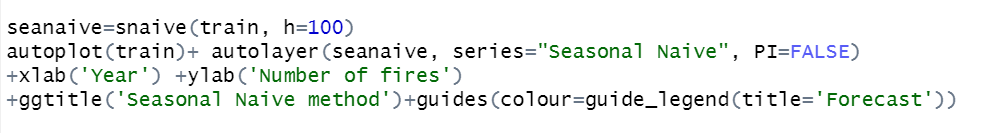 seanaive=snaive(train, h=100)
autoplot(train)+ autolayer(seanaive, series="Seasonal Naive", PI=FALSE)
+xlab('Year') +ylab('Number of fires')
+ggtitle('Seasonal Naive method')+guides(colour=guide_legend(title='Forecast'))